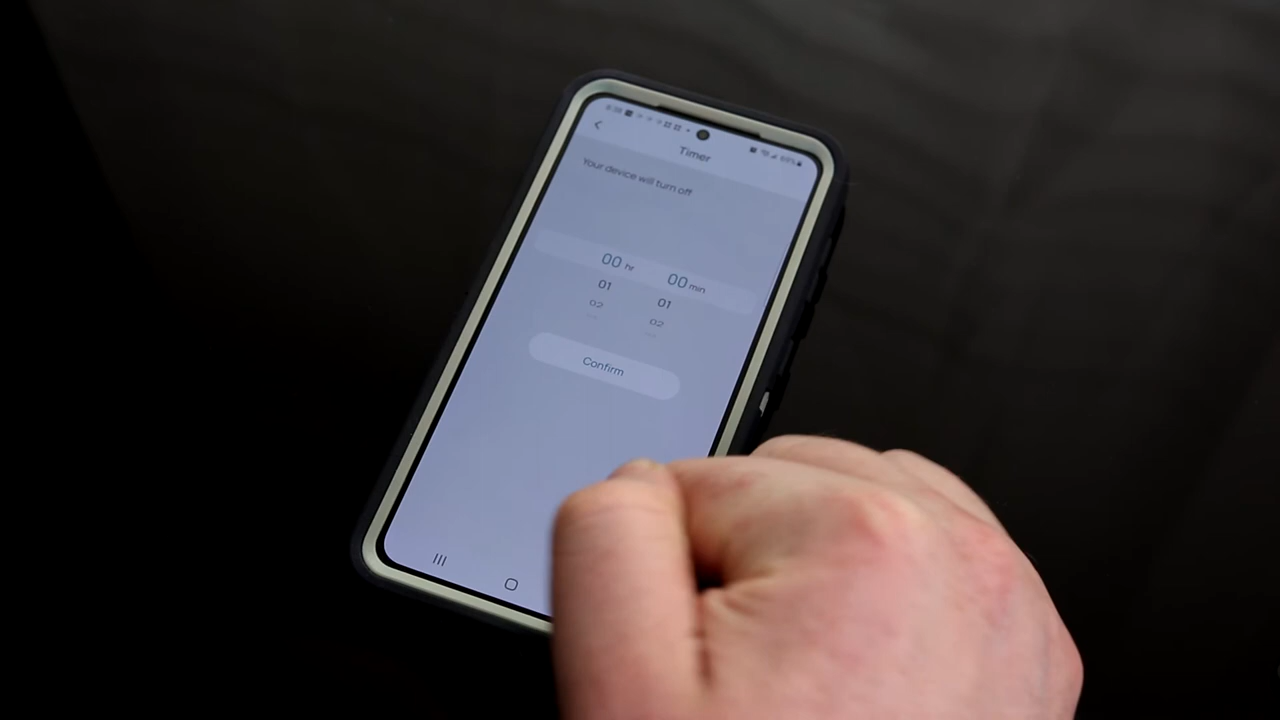 Timer
Your device will turn off
00 hr 00 min
01 01
02 02
Confirm